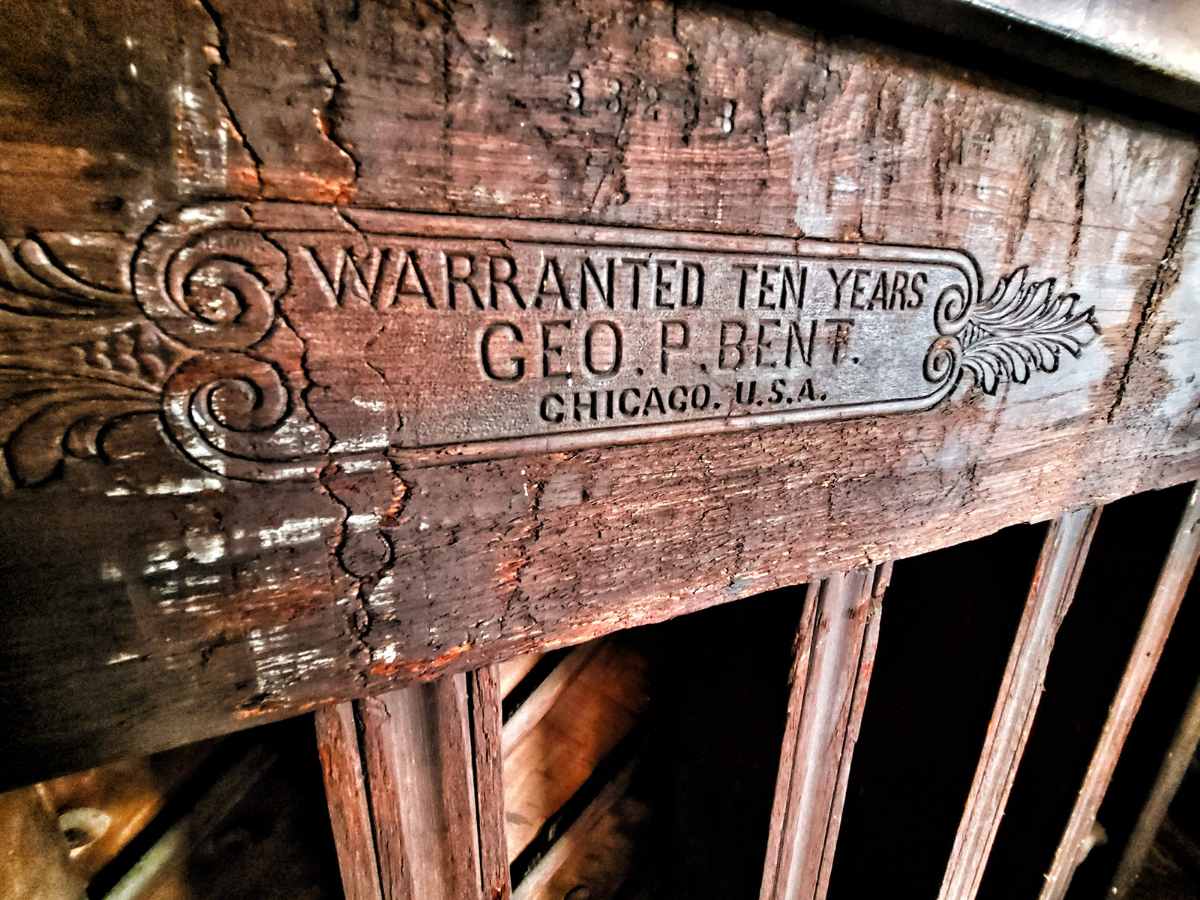 WARRANTED TEN YEARS
GEO. P. BENT.
CHICAGO. U.S.A.